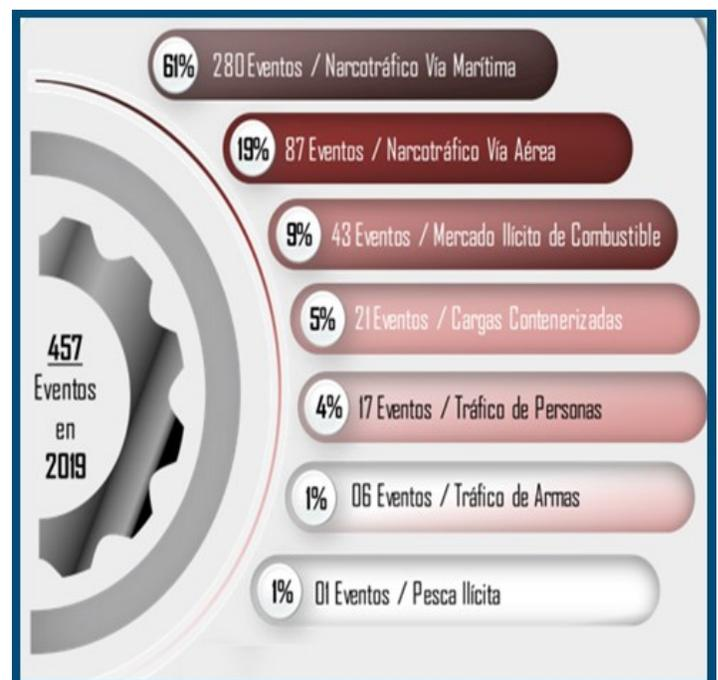 61% 280 Eventos / Narcotráfico Vía Marítima
19% 87 Eventos / Narcotráfico Vía Aérea
9% 43 Eventos / Mercado Ilícito de Combustible
5% 21 Eventos / Cargas Contenerizadas
4% 17 Eventos / Tráfico de Personas
1% 06 Eventos / Tráfico de Armas
1% 01 Eventos / Pesca Ilícita
457
Eventos
en
2019